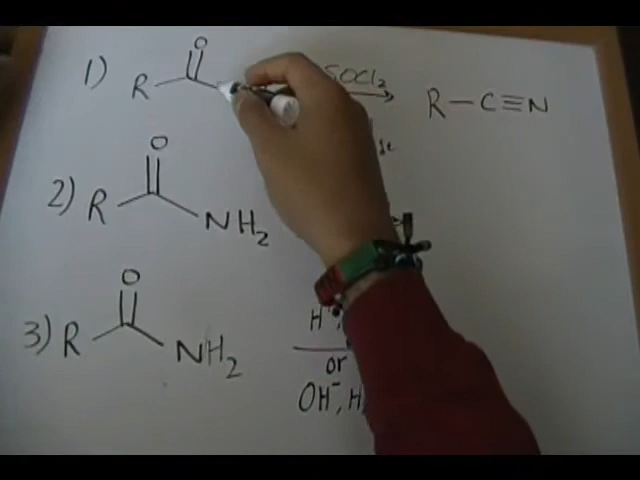 1) R O SOCl2 R-C≡N
2) R O NH2
3) R O NH2
H+
or
OH-, H